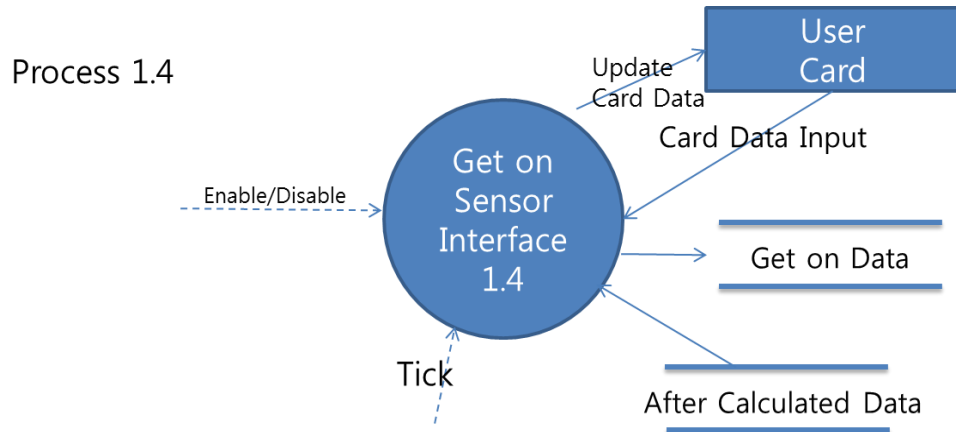 Process 1.4
User
Card
Update
Card Data
Card Data Input
Get on
Sensor
Interface
1.4
Enable/Disable
Get on Data
Tick
After Calculated Data